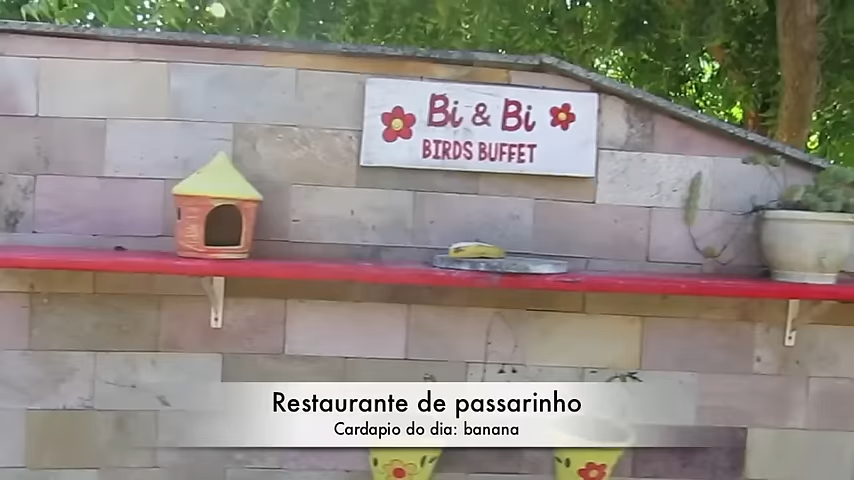 Bi & Bi
BIRDS BUFFET
Restaurante de passarinho
Cardapio do dia: banana